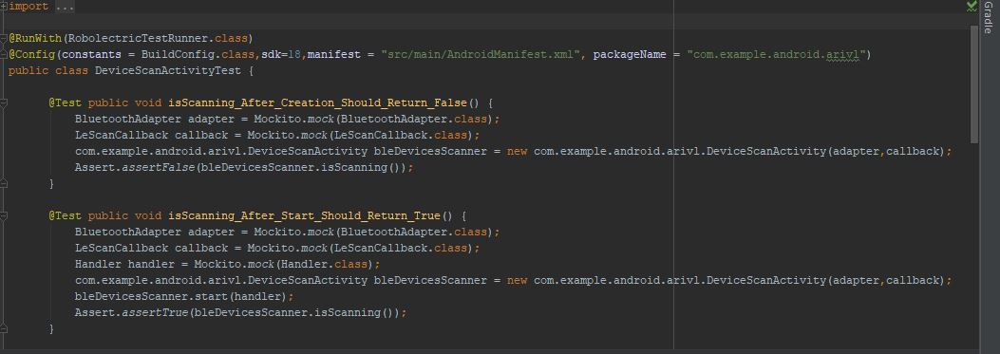 import ...
@RunWith(RobolectricTestRunner.class)
@Config(constants = BuildConfig.class,sdk=18,manifest = "src/main/AndroidManifest.xml", packageName = "com.example.android.arivl")
public class DeviceScanActivityTest {
@Test public void isScanning_After_Creation_Should_Return_False() {
BluetoothAdapter adapter = Mockito.mock(BluetoothAdapter.class);
LeScanCallback callback = Mockito.mock(LeScanCallback.class);
com.example.android.arivl.DeviceScanActivity bleDevicesScanner = new com.example.android.arivl.DeviceScanActivity(adapter,callback);
Assert.assertFalse(bleDevicesScanner.isScanning());
}
@Test public void isScanning_After_Start_Should_Return_True() {
BluetoothAdapter adapter = Mockito.mock(BluetoothAdapter.class);
LeScanCallback callback = Mockito.mock(LeScanCallback.class);
Handler handler = Mockito.mock(Handler.class);
com.example.android.arivl.DeviceScanActivity bleDevicesScanner = new com.example.android.arivl.DeviceScanActivity(adapter,callback);
bleDevicesScanner.start(handler);
Assert.assertTrue(bleDevicesScanner.isScanning());
}
Gradle